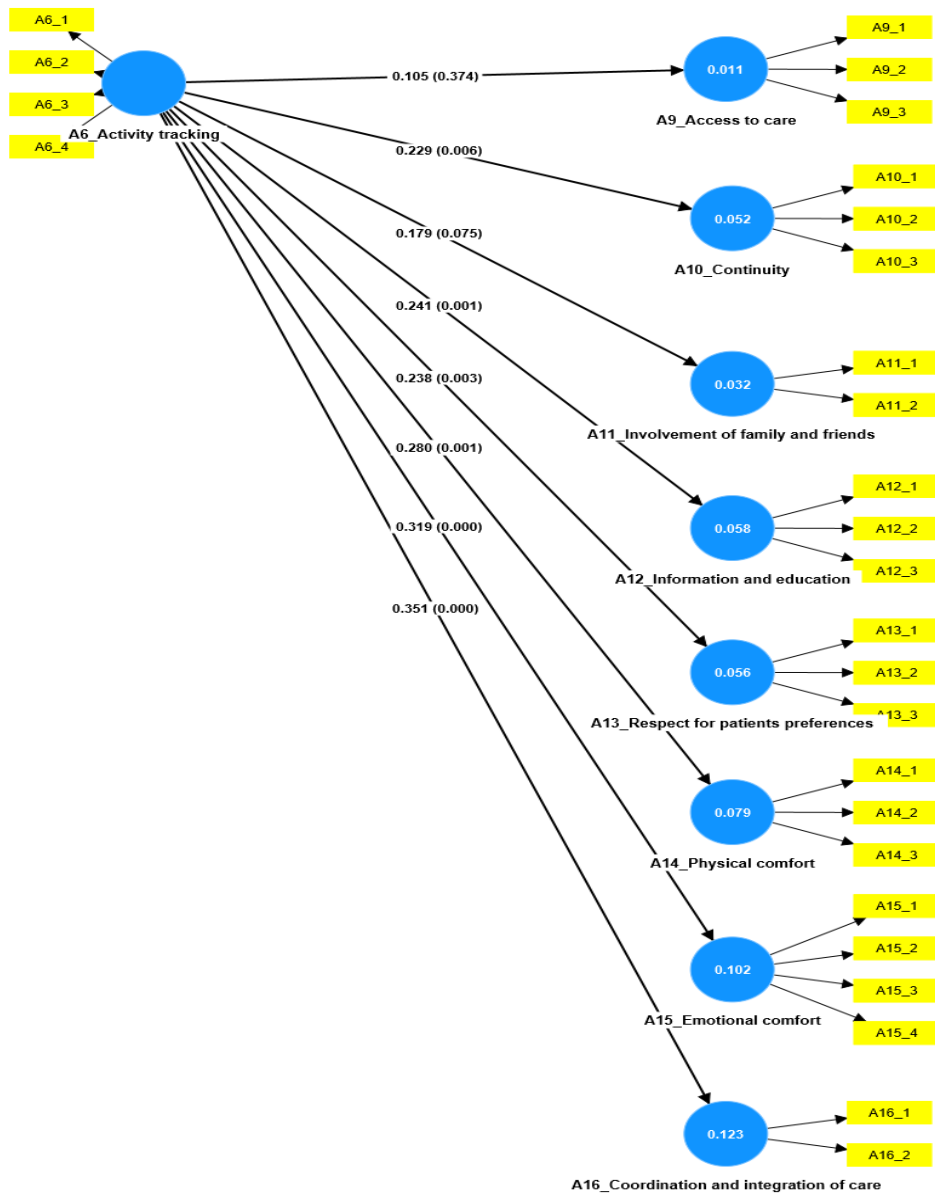 A6_1
A6_2
A6_3
A6_4
A6_Activity tracking
0.105 (0.374)
0.229 (0.006)
0.179 (0.075)
0.241 (0.001)
0.238 (0.003)
0.280 (0.001)
0.319 (0.000)
0.351 (0.000)
0.011
A9_Access to care
A9_1
A9_2
A9_3
0.052
A10_Continuity
A10_1
A10_2
A10_3
0.032
A11_Involvement of family and friends
A11_1
A11_2
0.058
A12_Information and education
A12_1
A12_2
A12_3
0.056
A13_Respect for patients preferences
A13_1
A13_2
A13_3
0.079
A14_Physical comfort
A14_1
A14_2
A14_3
0.102
A15_Emotional comfort
A15_1
A15_2
A15_3
A15_4
0.123
A16_Coordination and integration of care
A16_1
A16_2